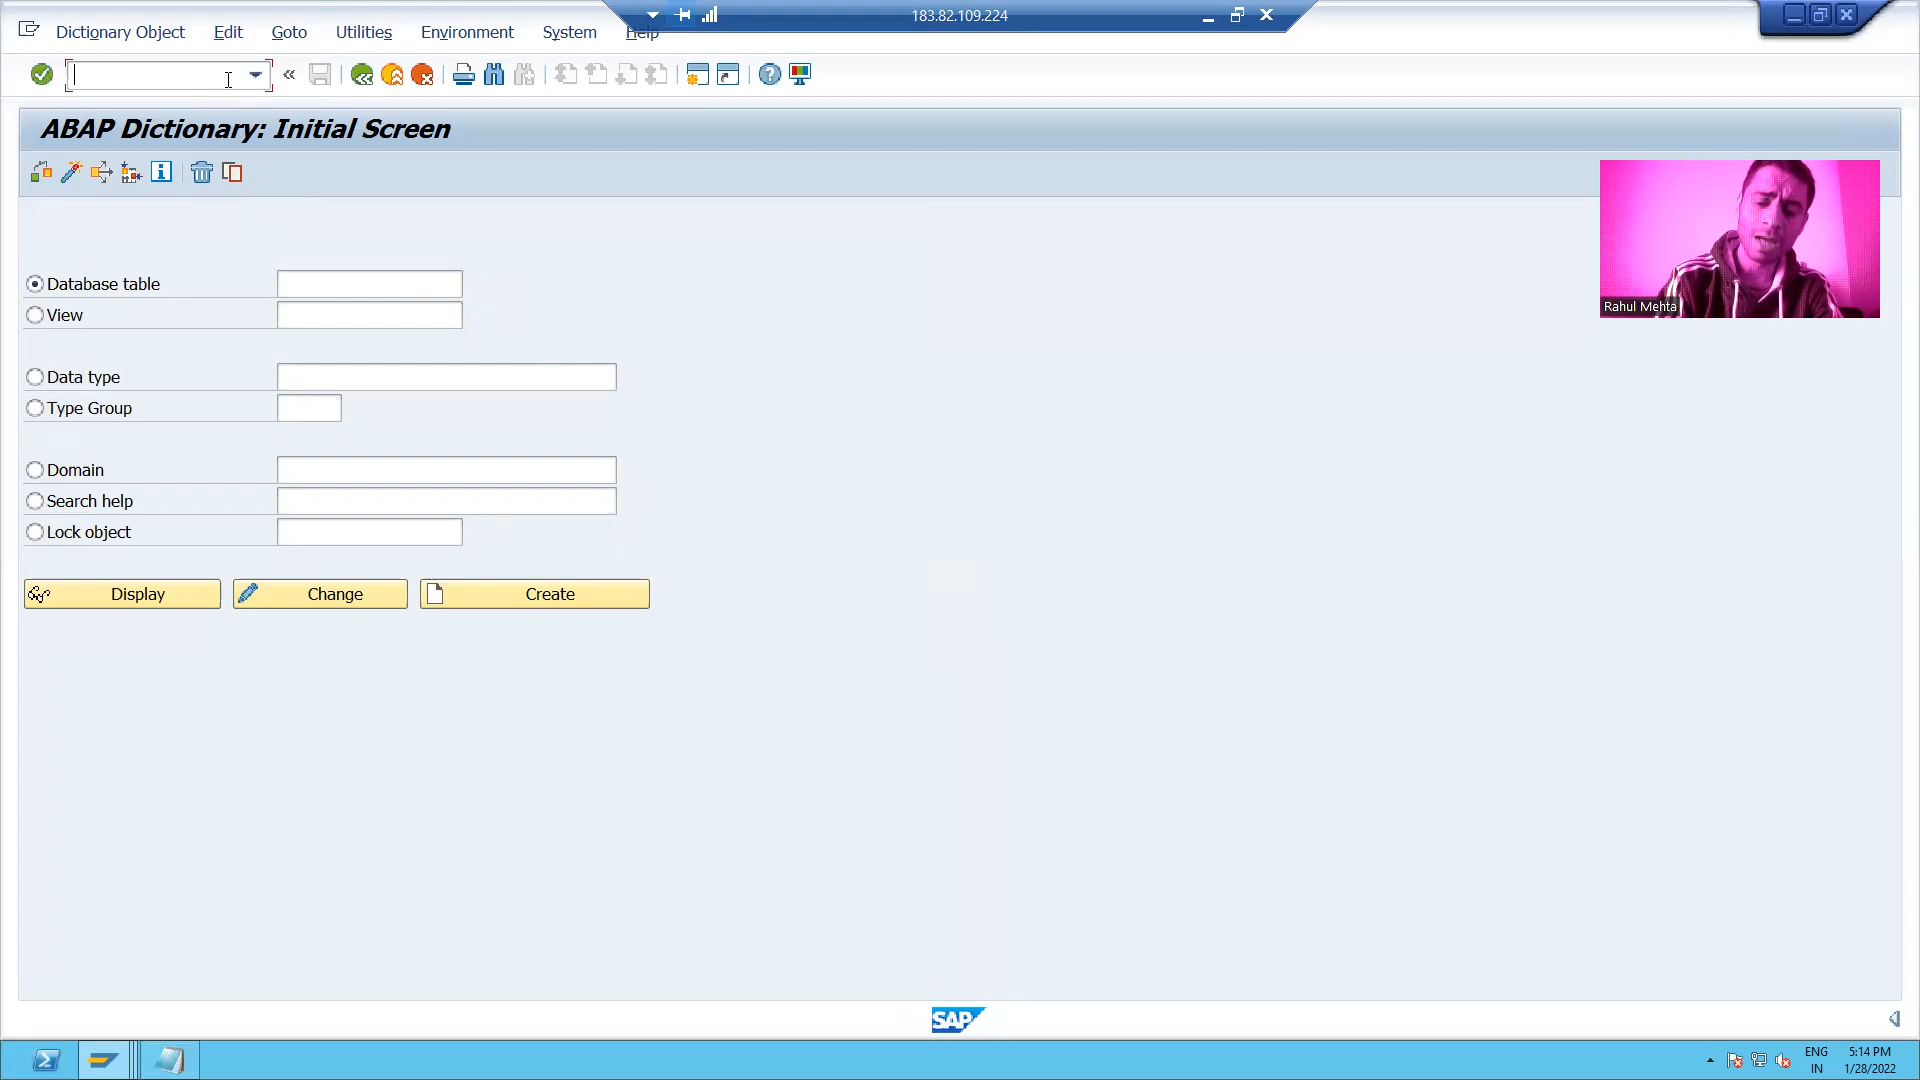 183.82.109.224
Dictionary Object Edit Goto Utilities Environment System Help
ABAP Dictionary: Initial Screen
Rahul Mehta
Database table
View
Data type
Type Group
Domain
Search help
Lock object
Display Change Create
SAP
ENG 5:14 PM
IN 1/28/2022